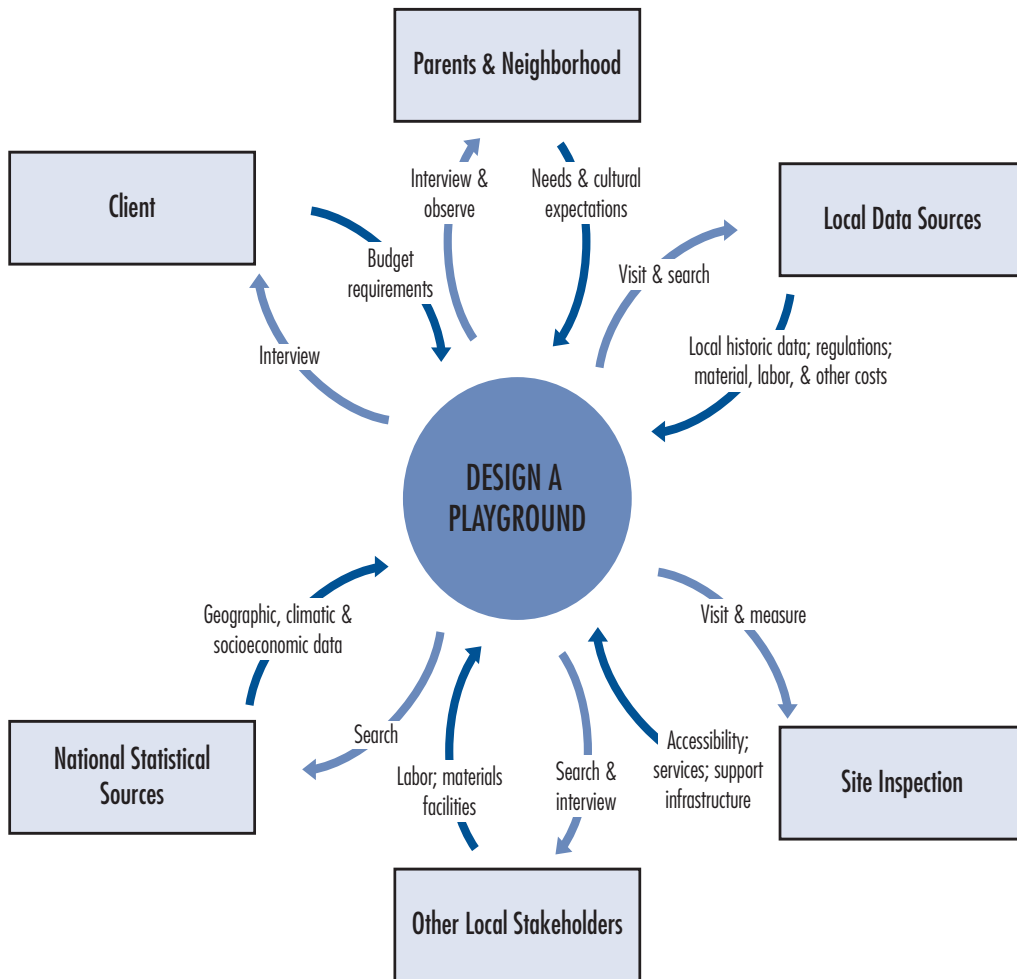 Parents & Neighborhood
Client
Local Data Sources
Interview &
observe
Needs & cultural
expectations
Budget
requirements
Visit & search
Interview
Local historic data; regulations;
material, labor, & other costs
DESIGN A
PLAYGROUND
Geographic, climatic &
socioeconomic data
Visit & measure
National Statistical
Sources
Search
Labor; materials
facilities
Search &
interview
Accessibility;
services; support
infrastructure
Site Inspection
Other Local Stakeholders